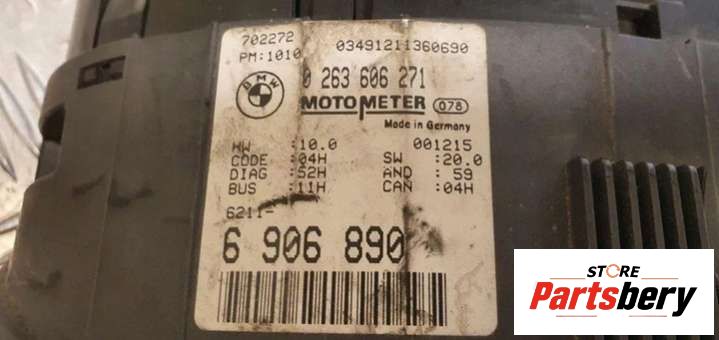 702272 03491211360690
PM:1010
BMW 0 263 606 271
MOTOMETER 078
Made in Germany
HW :10.0 001215
CODE :04H SW :20.0
DIAG :52H AND : 59
BUS :11H CAN :04H
6211-
6 906 890
STORE
Partsbery